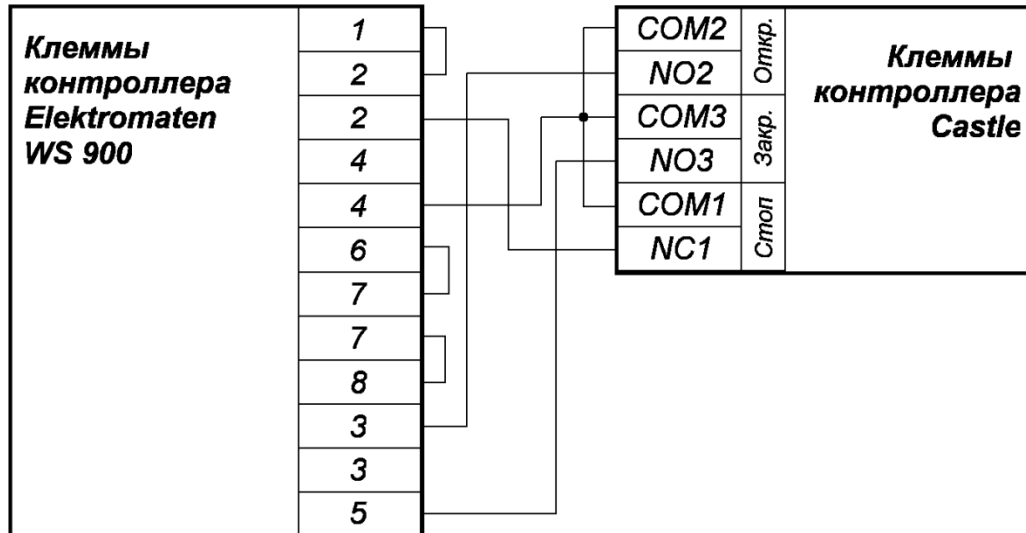 Клеммы
контроллера
Elektromaten
WS 900
1
2
2
4
4
6
7
7
8
3
3
5
COM2
NO2
COM3
NO3
COM1
NC1
Откр.
Закр.
Стоп
Клеммы
контроллера
Castle